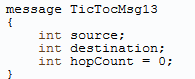 message TicTocMsg13
{
    int source;
    int destination;
    int hopCount = 0;
}